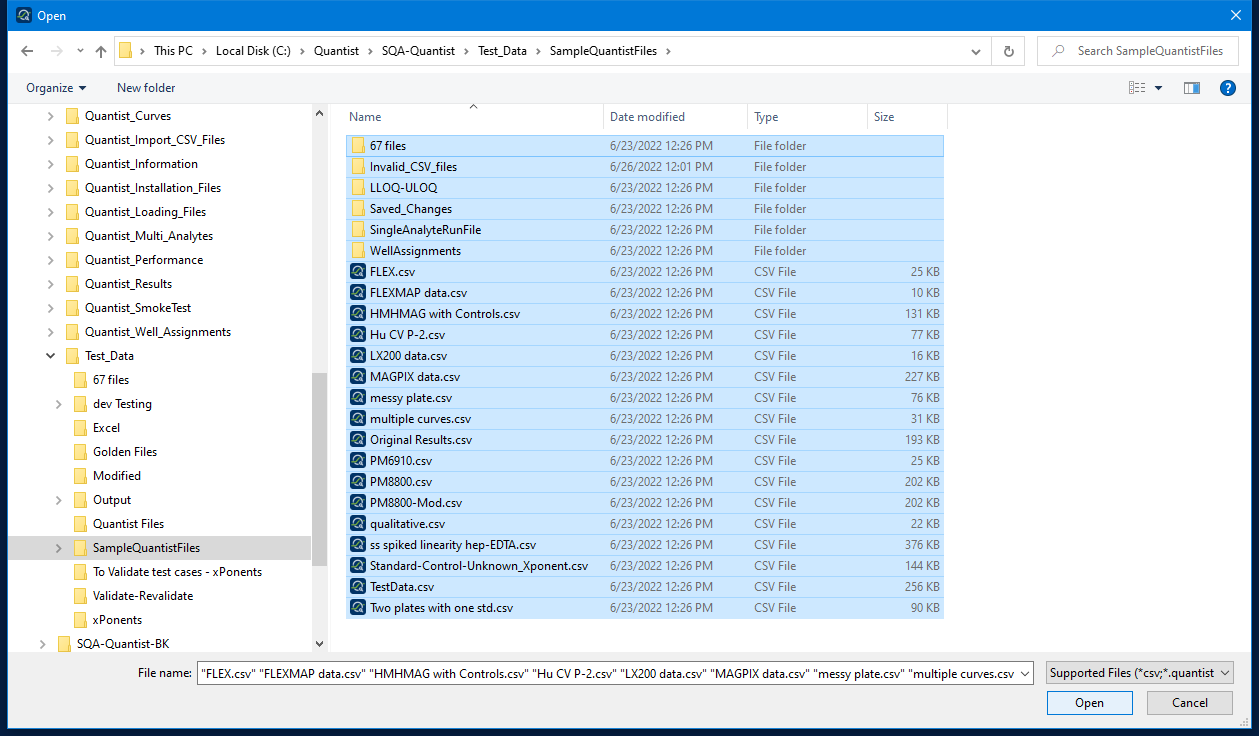 Open
This PC > Local Disk (C:) > Quantist > SQA-Quantist > Test_Data > SampleQuantistFiles >
Search SampleQuantistFiles
Organize
New folder
?
Quantist_Curves
Quantist_Import_CSV_Files
Quantist_Information
Quantist_Installation_Files
Quantist_Loading_Files
Quantist_Multi_Analytes
Quantist_Performance
Quantist_Results
Quantist_SmokeTest
Quantist_Well_Assignments
Test_Data
67 files
dev Testing
Excel
Golden Files
Modified
Output
Quantist Files
SampleQuantistFiles
To Validate test cases - xPonents
Validate-Revalidate
xPonents
SQA-Quantist-BK
Name Date modified Type Size
67 files 6/23/2022 12:26 PM File folder
Invalid_CSV_files 6/26/2022 12:01 PM File folder
LLOQ-ULOQ 6/23/2022 12:26 PM File folder
Saved_Changes 6/23/2022 12:26 PM File folder
SingleAnalyteRunFile 6/23/2022 12:26 PM File folder
WellAssignments 6/23/2022 12:26 PM File folder
FLEX.csv 6/23/2022 12:26 PM CSV File 25 KB
FLEXMAP data.csv 6/23/2022 12:26 PM CSV File 10 KB
HMHMAG with Controls.csv 6/23/2022 12:26 PM CSV File 131 KB
Hu CV P-2.csv 6/23/2022 12:26 PM CSV File 77 KB
LX200 data.csv 6/23/2022 12:26 PM CSV File 16 KB
MAGPIX data.csv 6/23/2022 12:26 PM CSV File 227 KB
messy plate.csv 6/23/2022 12:26 PM CSV File 76 KB
multiple curves.csv 6/23/2022 12:26 PM CSV File 31 KB
Original Results.csv 6/23/2022 12:26 PM CSV File 193 KB
PM6910.csv 6/23/2022 12:26 PM CSV File 25 KB
PM8800.csv 6/23/2022 12:26 PM CSV File 202 KB
PM8800-Mod.csv 6/23/2022 12:26 PM CSV File 202 KB
qualitative.csv 6/23/2022 12:26 PM CSV File 22 KB
ss spiked linearity hep-EDTA.csv 6/23/2022 12:26 PM CSV File 376 KB
Standard-Control-Unknown_Xponent.csv 6/23/2022 12:26 PM CSV File 144 KB
TestData.csv 6/23/2022 12:26 PM CSV File 256 KB
Two plates with one std.csv 6/23/2022 12:26 PM CSV File 90 KB
File name: "FLEX.csv" "FLEXMAP data.csv" "HMHMAG with Controls.csv" "Hu CV P-2.csv" "LX200 data.csv" "MAGPIX data.csv" "messy plate.csv" "multiple curves.csv
Supported Files (*csv;*.quantist
Open
Cancel